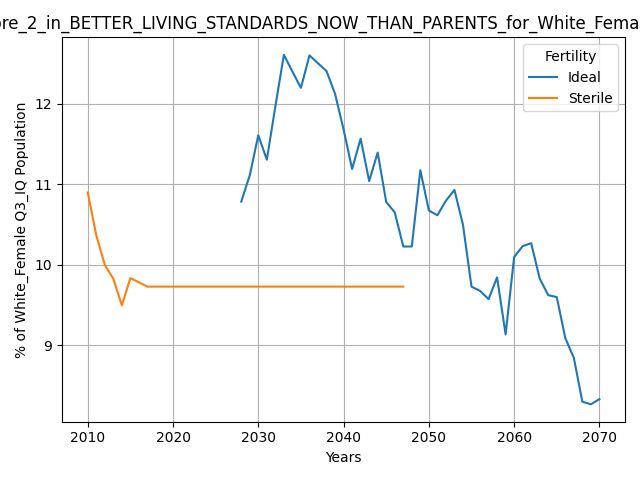 ore_2_in_BETTER_LIVING_STANDARDS_NOW_THAN_PARENTS_for_White_Fema
Fertility
Ideal
Sterile
% of White_Female Q3_IQ Population
12
11
10
9
2010 2020 2030 2040 2050 2060 2070
Years